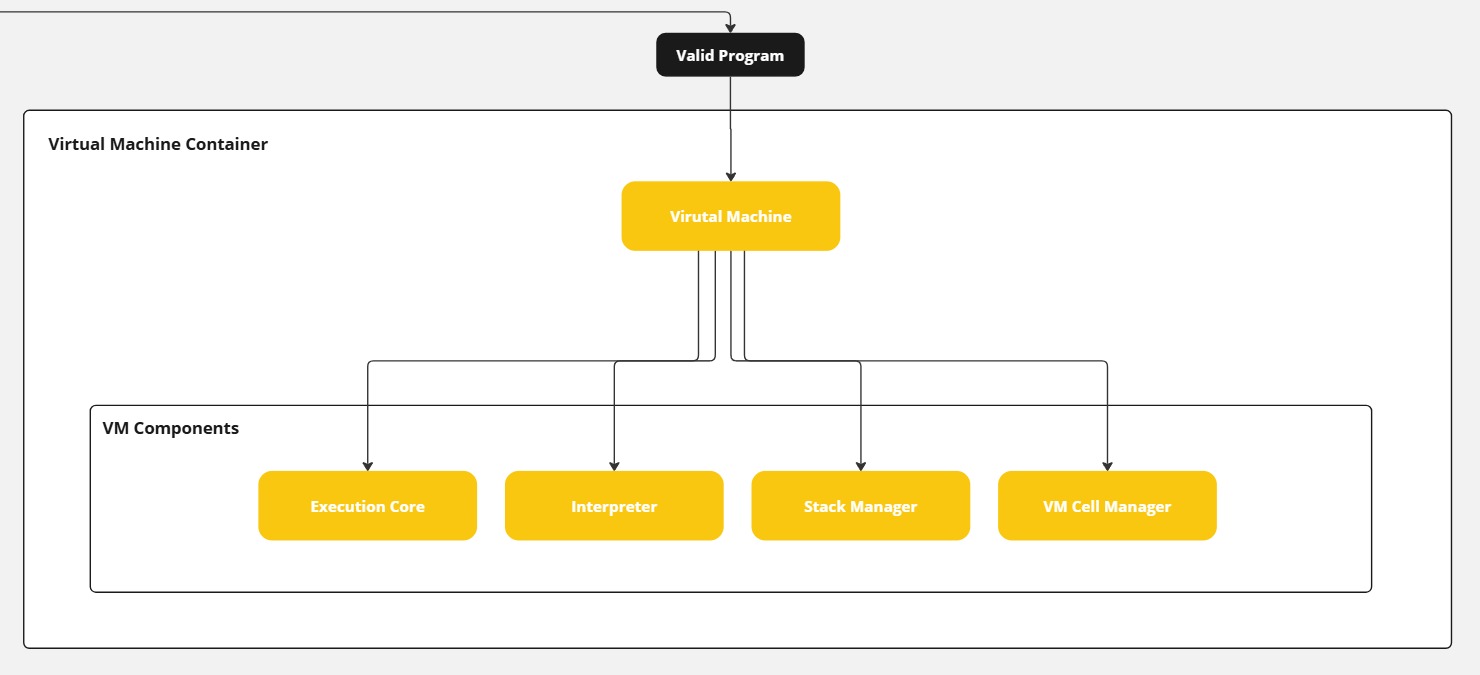 Valid Program
Virtual Machine Container
Virutal Machine
VM Components
Execution Core
Interpreter
Stack Manager
VM Cell Manager